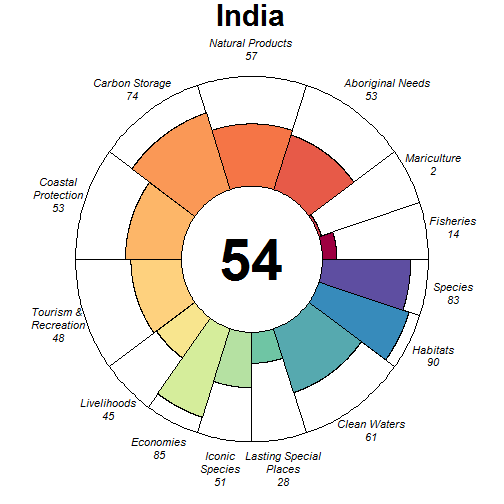 India
Natural Products
57
Aboriginal Needs
53
Mariculture
2
Fisheries
14
Species
83
Habitats
90
Clean Waters
61
Lasting Special
Places
28
Iconic
Species
51
Economies
85
Livelihoods
45
Tourism &
Recreation
48
Coastal
Protection
53
Carbon Storage
74
54